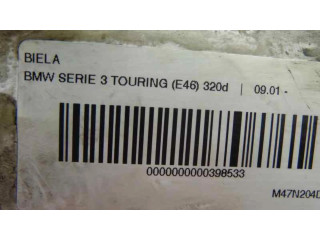 BIELA
BMW SERIE 3 TOURING (E46) 320d | 09.01 -
0000000000398533
M47N204D